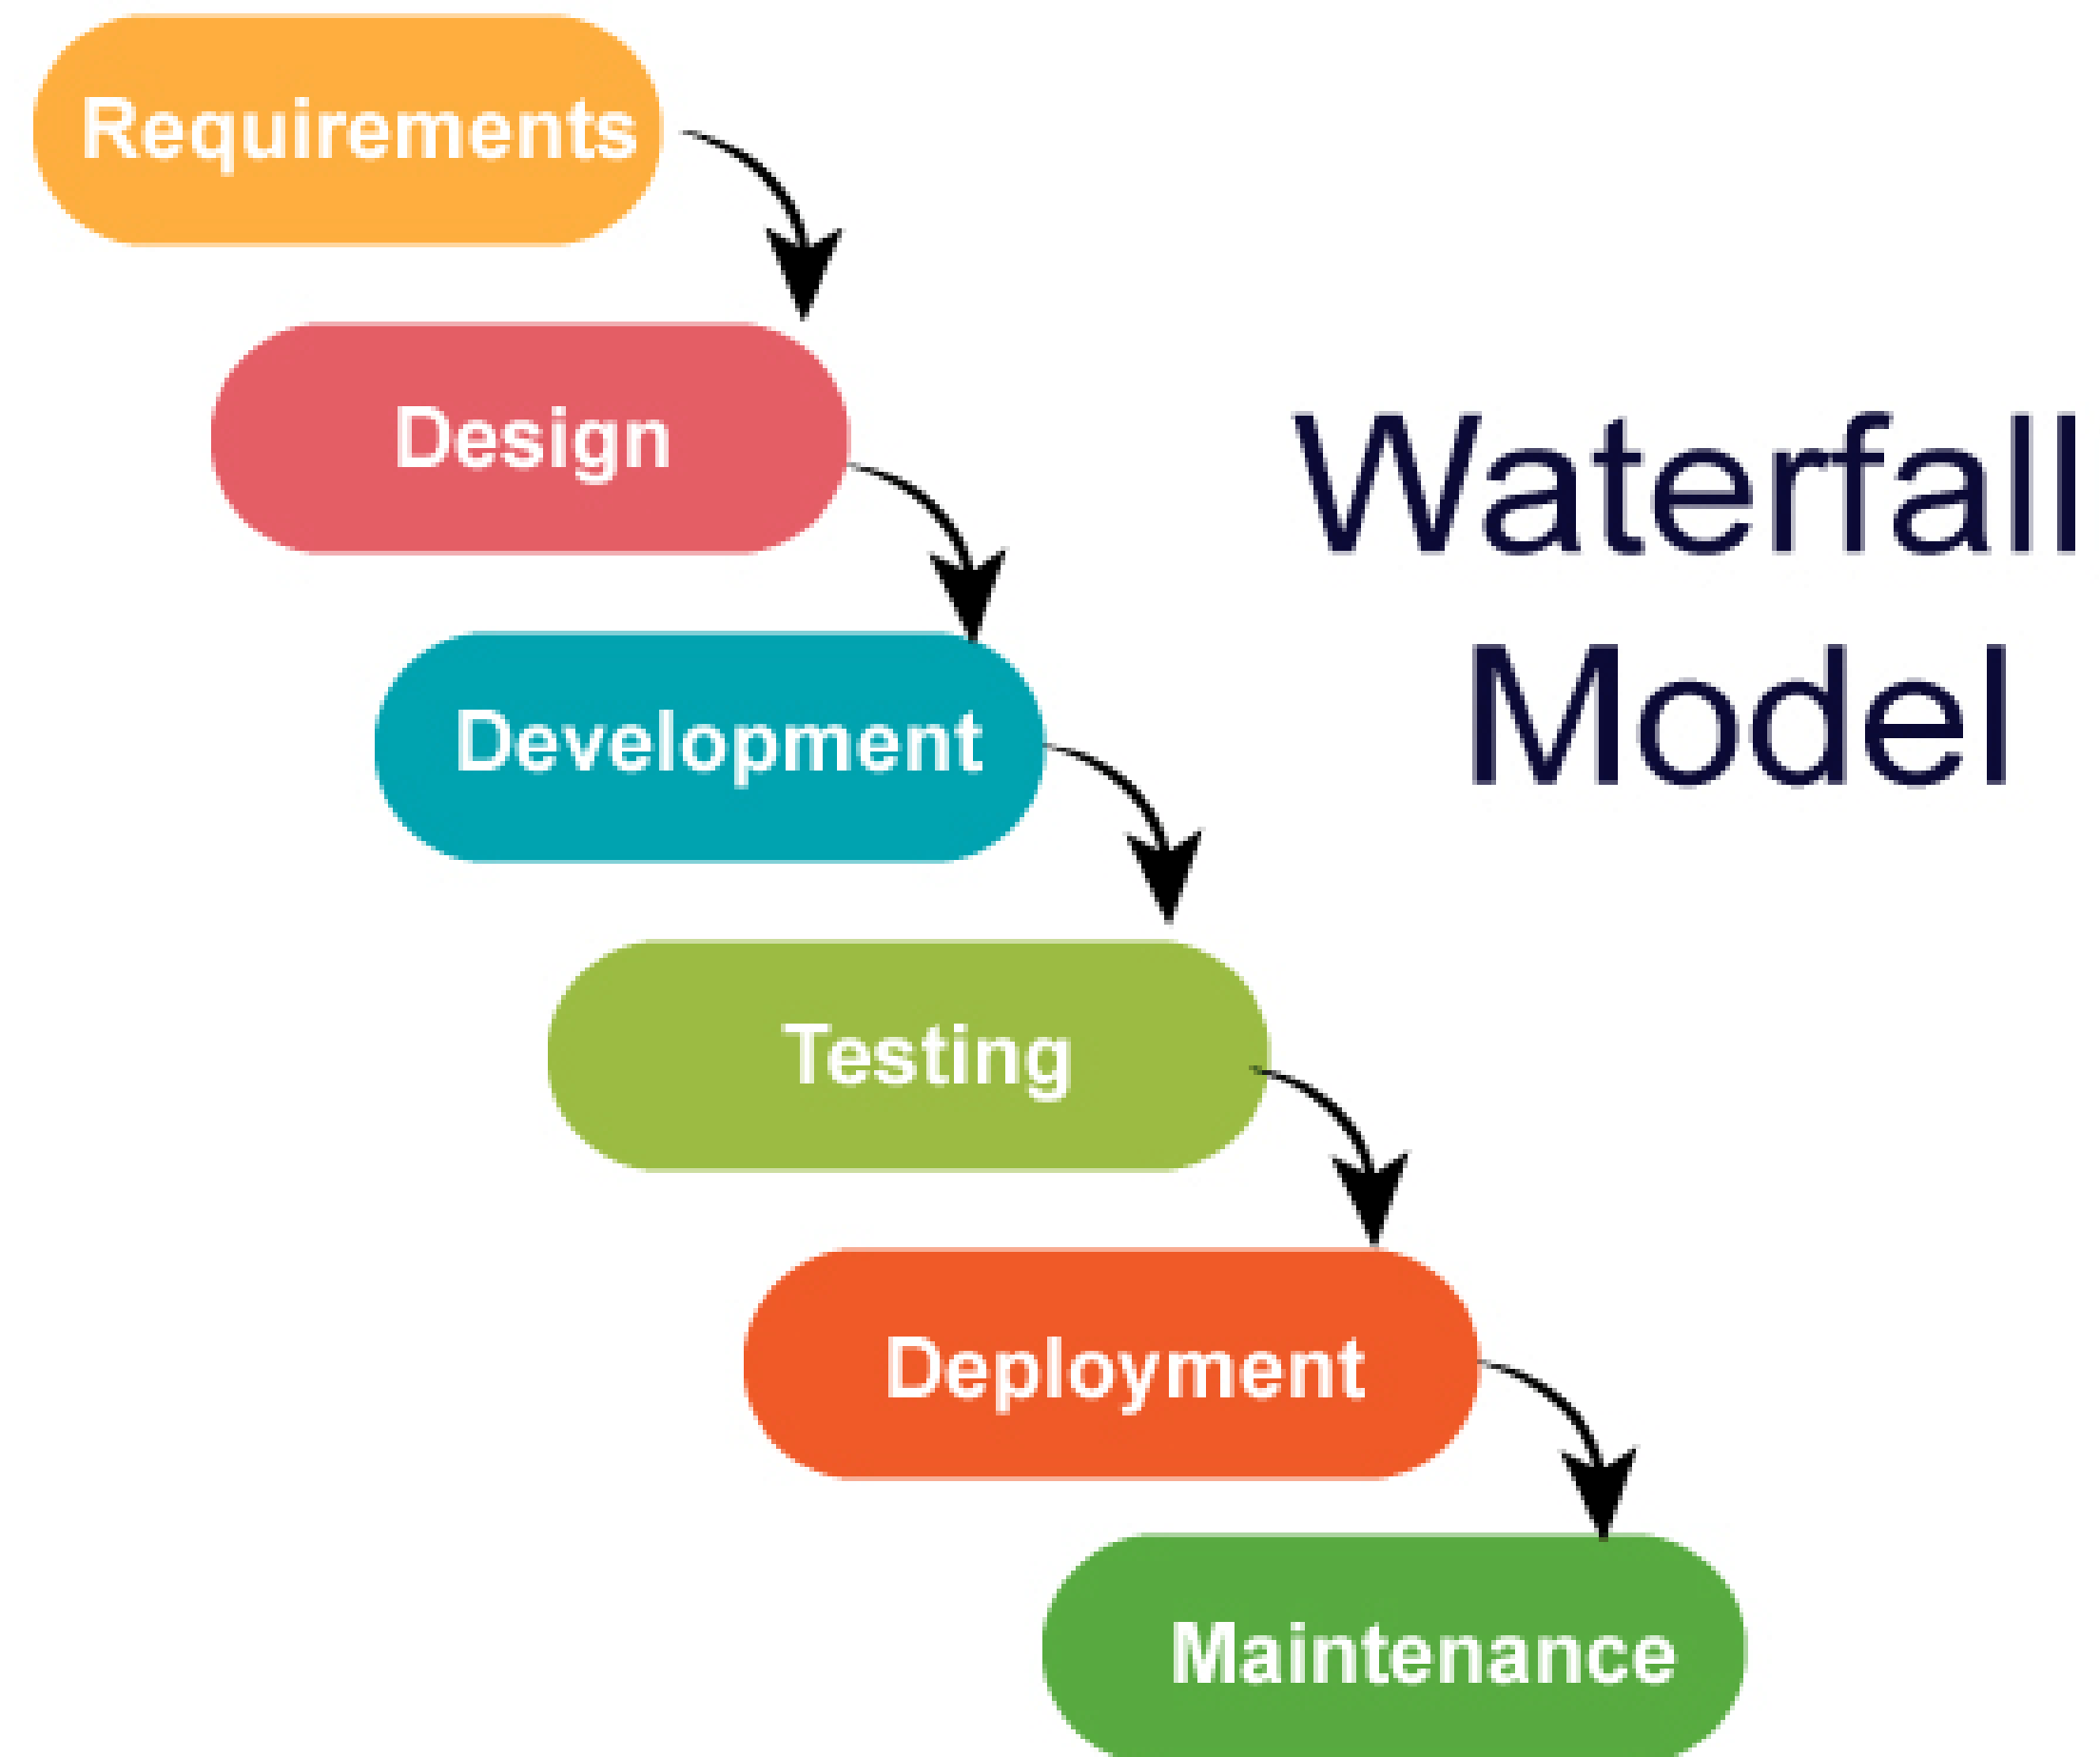 Requirements
Design
Waterfall
Model
Development
Testing
Deployment
Maintenance